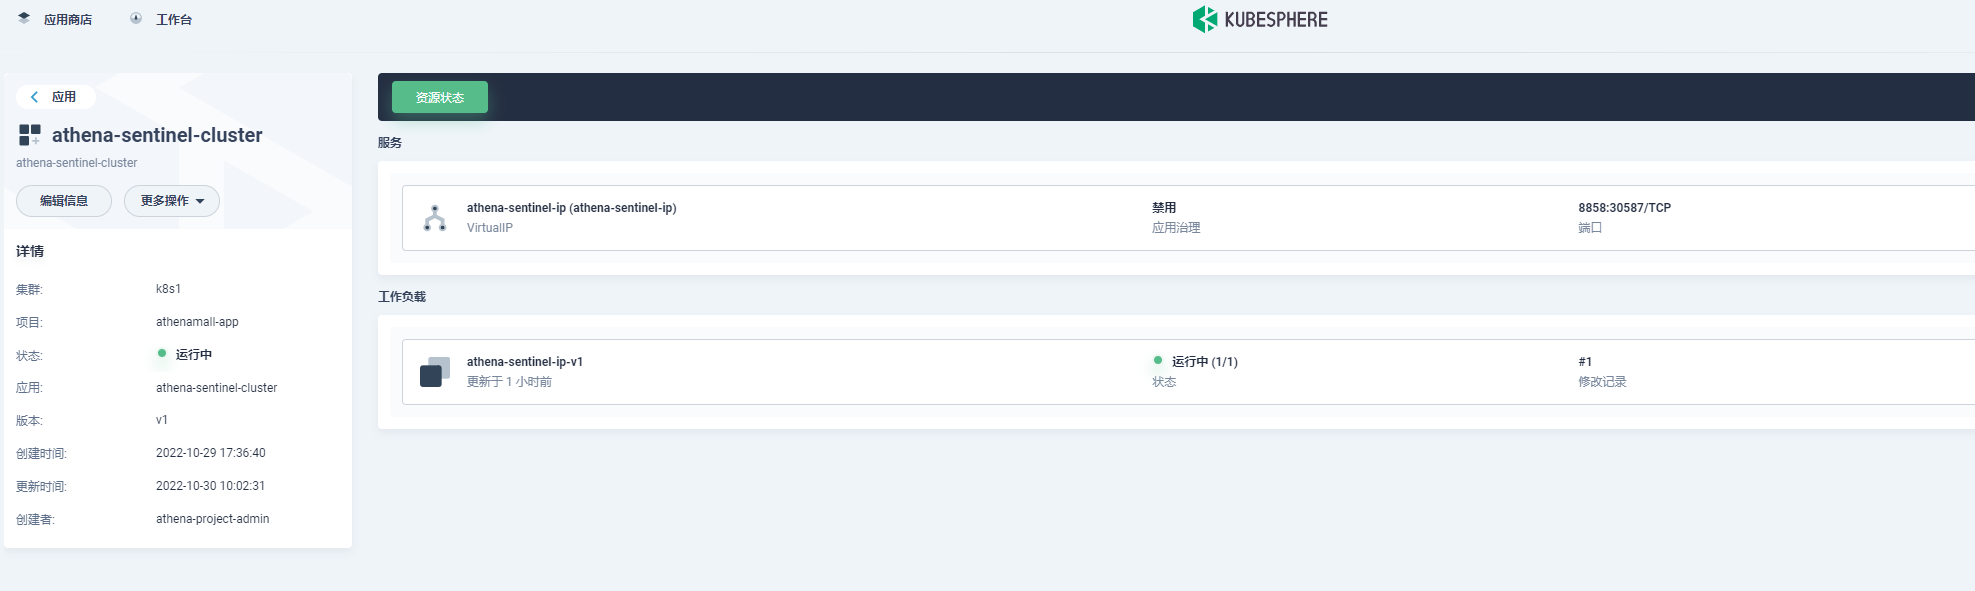 应用商店
工作台
KUBESPHERE
应用
athena-sentinel-cluster
athena-sentinel-cluster
编辑信息
更多操作
详情
集群: k8s1
项目: athenamall-app
状态: 运行中
应用: athena-sentinel-cluster
版本: v1
创建时间: 2022-10-29 17:36:40
更新时间: 2022-10-30 10:02:31
创建者: athena-project-admin
资源状态
服务
athena-sentinel-ip (athena-sentinel-ip)
VirtualIP
禁用
应用治理
8858:30587/TCP
端口
工作负载
athena-sentinel-ip-v1
更新于 1 小时前
运行中 (1/1)
状态
#1
修改记录